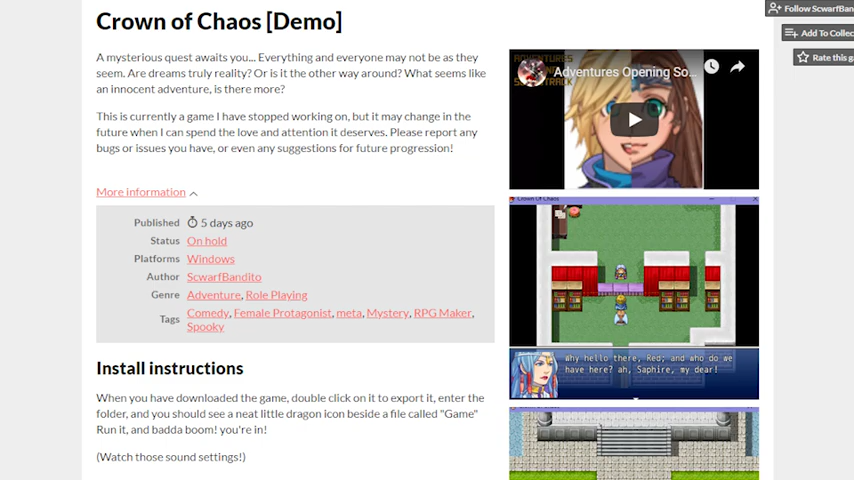 Crown of Chaos [Demo]
A mysterious quest awaits you... Everything and everyone may not be as they
seem. Are dreams truly reality? Or is it the other way around? What seems like
an innocent adventure, is there more?
This is currently a game I have stopped working on, but it may change in the
future when I can spend the love and attention it deserves. Please report any
bugs or issues you have, or even any suggestions for future progression!
More information
Published 5 days ago
Status On hold
Platforms Windows
Author ScwarfBandito
Genre Adventure, Role Playing
Tags Comedy, Female Protagonist, meta, Mystery, RPG Maker,
Spooky
Install instructions
When you have downloaded the game, double click on it to export it, enter the
folder, and you should see a neat little dragon icon beside a file called "Game"
Run it, and badda boom! you're in!
(Watch those sound settings!)
Follow ScwarfBan
Add To Collec
Rate this ga
ADVENTURES
Adventures Opening So...
TRACK
Crown Of Chaos
Why hello there, Red; and who do we
have here? ah, Saphire, my dear!